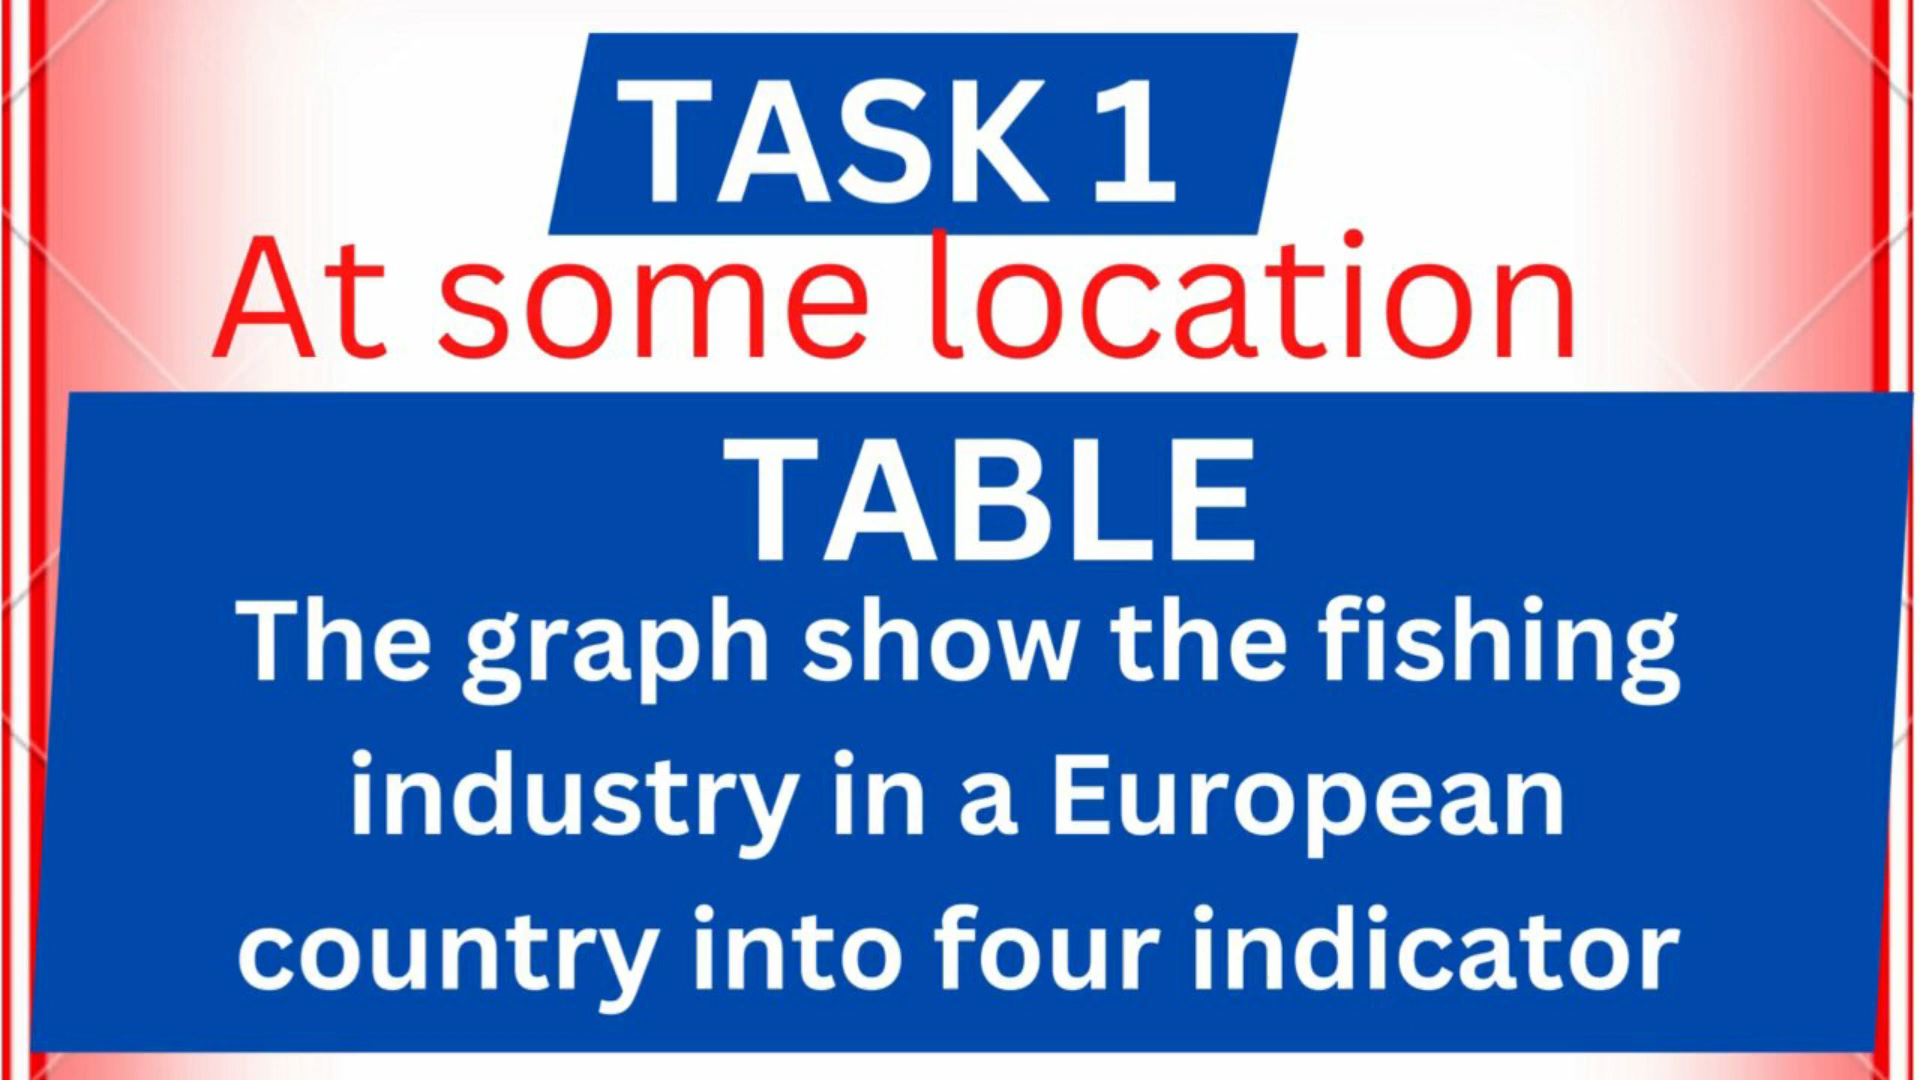 TASK 1
At some location
TABLE
The graph show the fishing
industry in a European
country into four indicator